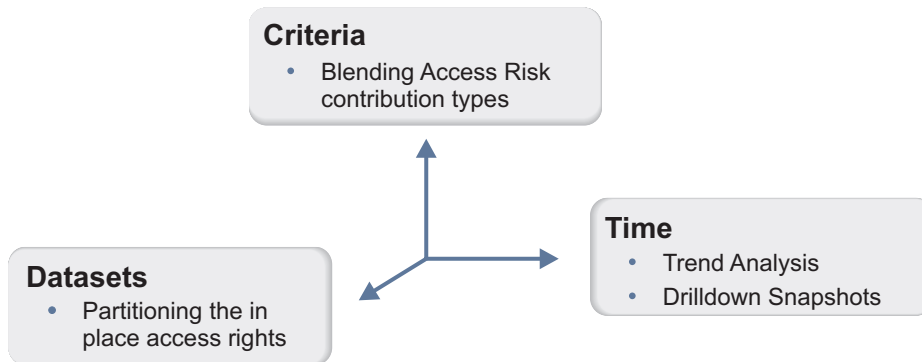 Criteria
• Blending Access Risk
contribution types
Time
• Trend Analysis
• Drilldown Snapshots
Datasets
• Partitioning the in
place access rights